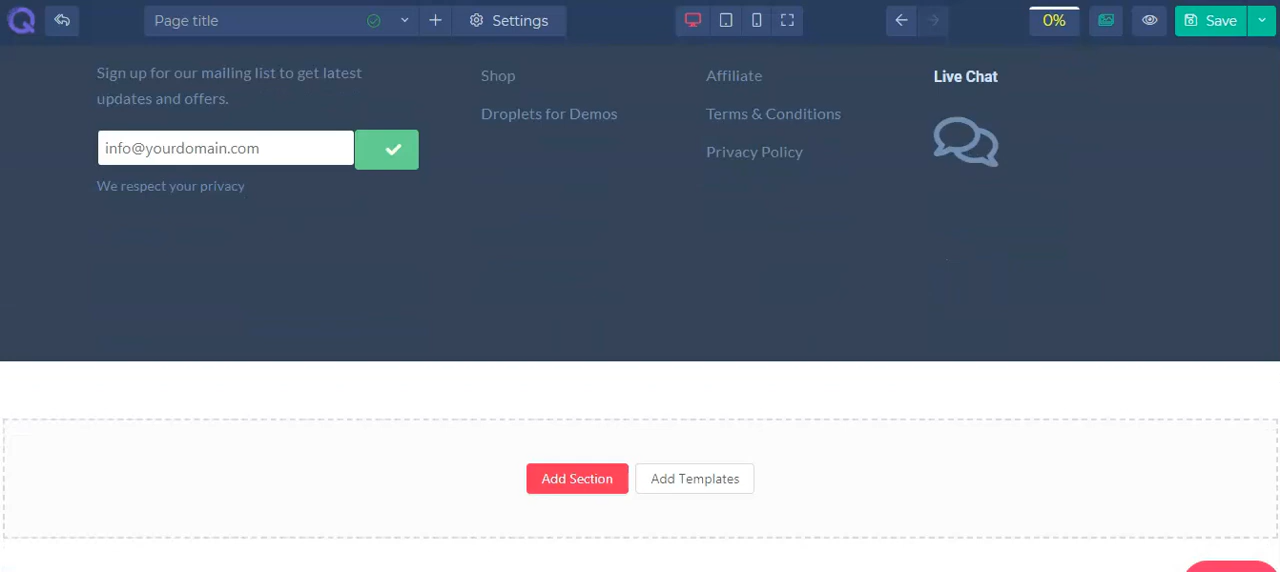 Page title
Settings
0%
Save
Sign up for our mailing list to get latest
updates and offers.
info@yourdomain.com
We respect your privacy
Shop
Droplets for Demos
Affiliate
Terms & Conditions
Privacy Policy
Live Chat
Add Section
Add Templates